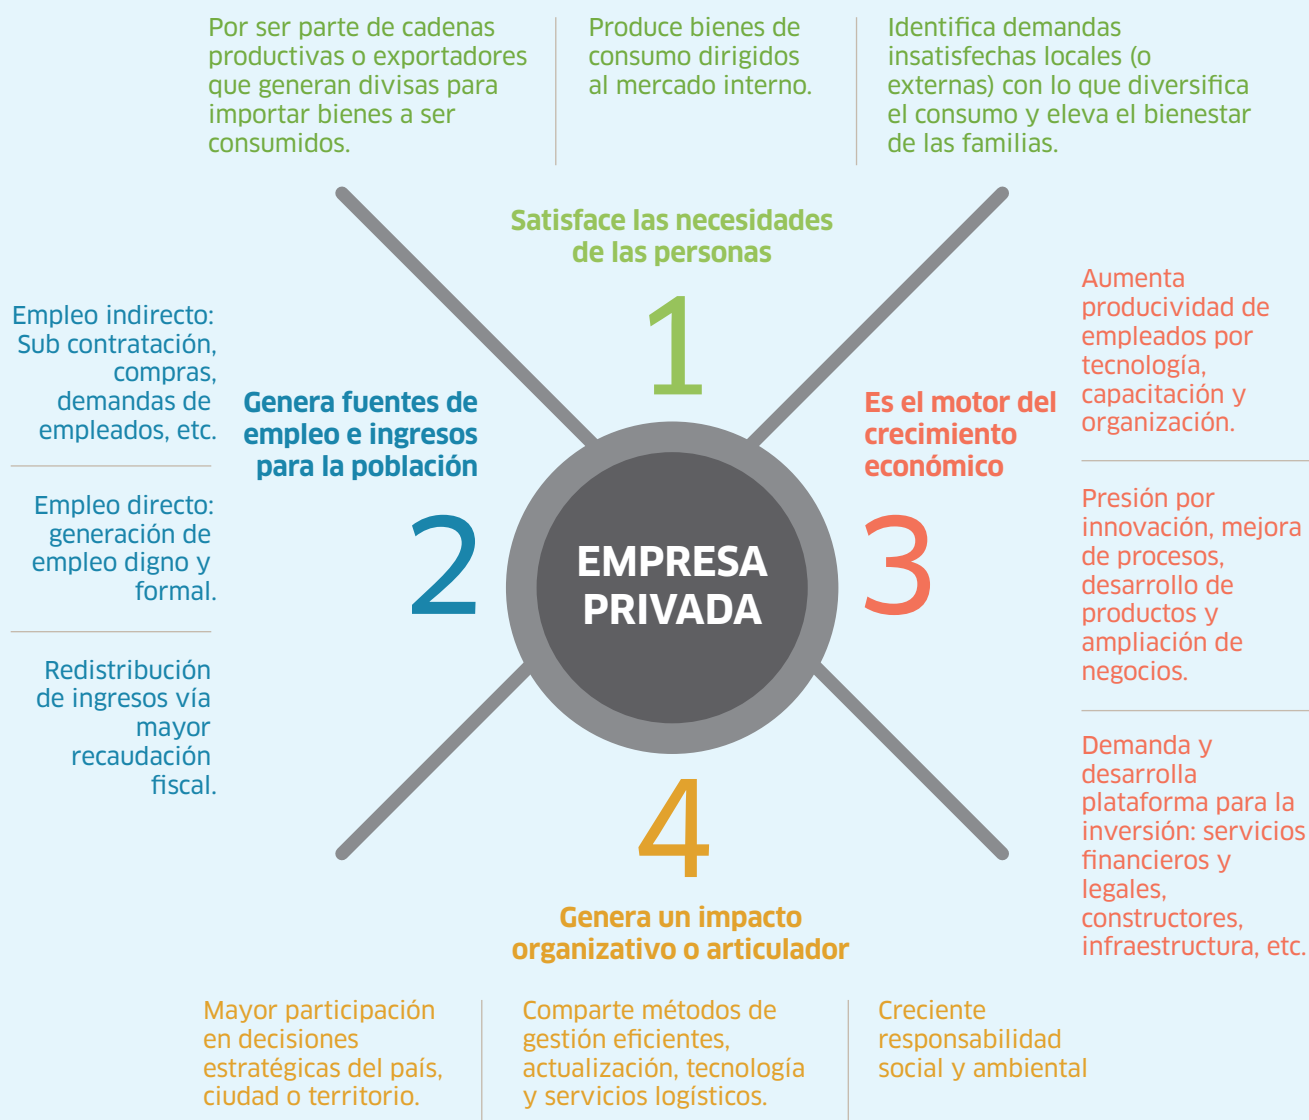 Por ser parte de cadenas
productivas o exportadores
que generan divisas para
importar bienes a ser
consumidos.
Produce bienes de
consumo dirigidos
al mercado interno.
Identifica demandas
insatisfechas locales (o
externas) con lo que diversifica
el consumo y eleva el bienestar
de las familias.
Satisface las necesidades
de las personas
1
Empleo indirecto:
Sub contratación,
compras,
demandas de
empleados, etc.
Empleo directo:
generación de
empleo digno y
formal.
Redistribución
de ingresos vía
mayor
recaudación
fiscal.
Genera fuentes de
empleo e ingresos
para la población
2
EMPRESA
PRIVADA
Es el motor del
crecimiento
económico
3
Aumenta
producividad de
empleados por
tecnología,
capacitación y
organización.
Presión por
innovación, mejora
de procesos,
desarrollo de
productos y
ampliación de
negocios.
Demanda y
desarrolla
plataforma para la
inversión: servicios
financieros y
legales,
constructores,
infraestructura, etc.
4
Genera un impacto
organizativo o articulador
Mayor participación
en decisiones
estratégicas del país,
ciudad o territorio.
Comparte métodos de
gestión eficientes,
actualización, tecnología
y servicios logísticos.
Creciente
responsabilidad
social y ambiental